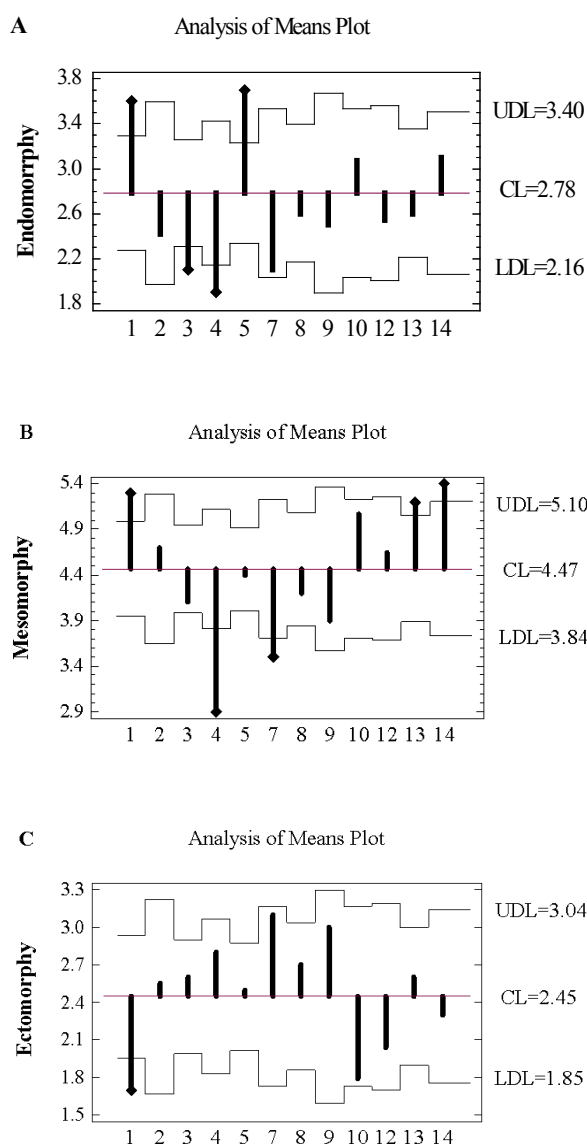 A
Analysis of Means Plot
Endomorrphy
3.8
3.4
3.0
2.6
2.2
1.8
UDL=3.40
CL=2.78
LDL=2.16
1 2 3 4 5 7 8 9 10 12 13 14
B
Analysis of Means Plot
Mesomorphy
5.4
4.9
4.4
3.9
3.4
2.9
UDL=5.10
CL=4.47
LDL=3.84
1 2 3 4 5 7 8 9 10 12 13 14
C
Analysis of Means Plot
Ectomorphy
3.3
3.0
2.7
2.4
2.1
1.8
1.5
UDL=3.04
CL=2.45
LDL=1.85
1 2 3 4 5 7 8 9 10 12 13 14